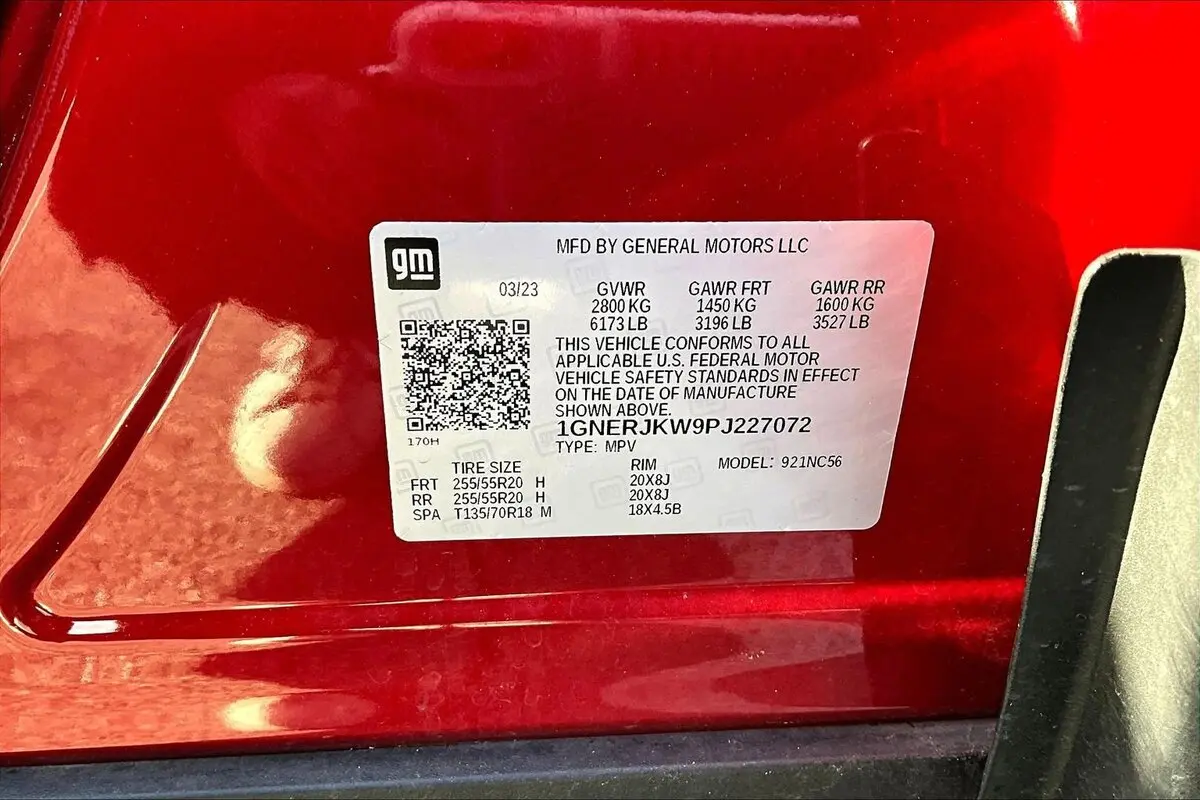 gm
MFD BY GENERAL MOTORS LLC
03/23 GVWR GAWR FRT GAWR RR
2800 KG 1450 KG 1600 KG
6173 LB 3196 LB 3527 LB
THIS VEHICLE CONFORMS TO ALL
APPLICABLE U.S. FEDERAL MOTOR
VEHICLE SAFETY STANDARDS IN EFFECT
ON THE DATE OF MANUFACTURE
SHOWN ABOVE.
1GNERJKW9PJ227072
170H
TYPE: MPV
TIRE SIZE RIM MODEL: 921NC56
FRT 255/55R20 H 20X8J
RR 255/55R20 H 20X8J
SPA T135/70R18 M 18X4.5B